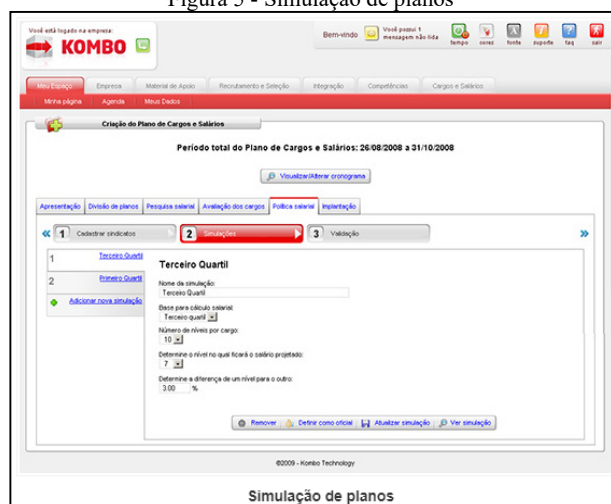 Figura 5 - Simulação de planos
Você está logado na empresa:
KOMBO
Bem-vindo
Você possui 1
mensagem não lida
tempo cores fonte suporte faq sair
Meu Espaço Empresa Material de Apoio Recrutamento e Seleção Integração Competências Cargos e Salários
Minha página Agenda Meus Dados
Criação do Plano de Cargos e Salários
Período total do Plano de Cargos e Salários: 26/08/2008 a 31/10/2008
Visualizar/Alterar cronograma
Apresentação Divisão de planos Pesquisa salarial Avaliação dos cargos Política salarial Implantação
1 Cadastrar sindicatos 2 Simulações 3 Validação
1 Terceiro Quartil
2 Primeiro Quartil
Adicionar nova simulação
Terceiro Quartil
Nome da simulação:
Terceiro Quartil
Base para cálculo salarial:
Terceiro quartil
Número de níveis por cargo:
10
Determine o nível no qual ficará o salário projetado:
7
Determine a diferença de um nível para o outro:
3.00 %
Remover Definir como oficial Atualizar simulação Ver simulação
©2009 - Kombo Technology
Simulação de planos